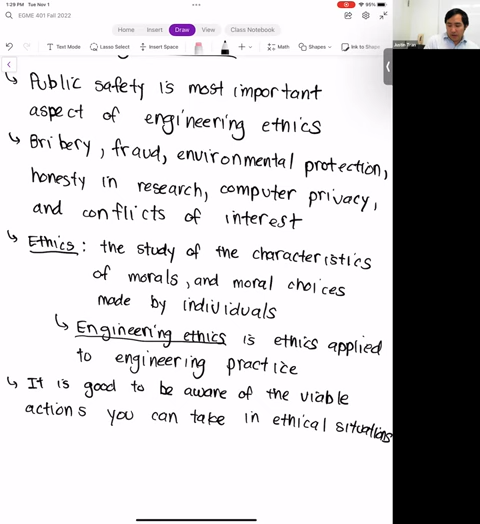 1:29 PM Tue Nov 1
95%
EGME 401 Fall 2022
Home Insert Draw View Class Notebook
Text Mode Lasso Select Insert Space Math Shapes Ink to Shape
Justin Tran
↳ Public safety is most important
aspect of engineering ethics
↳ Bribery, fraud, environmental protection,
honesty in research, computer privacy,
and conflicts of interest
↳ Ethics: the study of the characteristics
of morals, and moral choices
made by individuals
↳ Engineering ethics is ethics applied
to engineering practice
↳ It is good to be aware of the viable
actions you can take in ethical situations